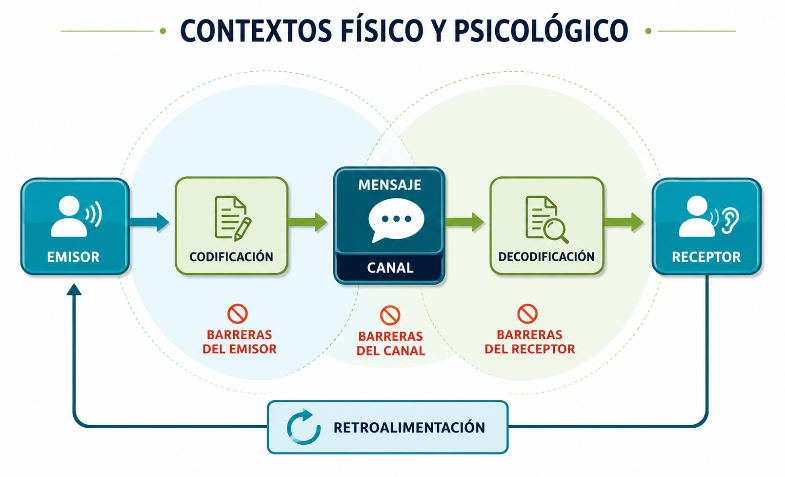 CONTEXTOS FÍSICO Y PSICOLÓGICO
EMISOR
CODIFICACIÓN
MENSAJE
CANAL
DECODIFICACIÓN
RECEPTOR
BARRERAS
DEL EMISOR
BARRERAS
DEL CANAL
BARRERAS
DEL RECEPTOR
RETROALIMENTACIÓN